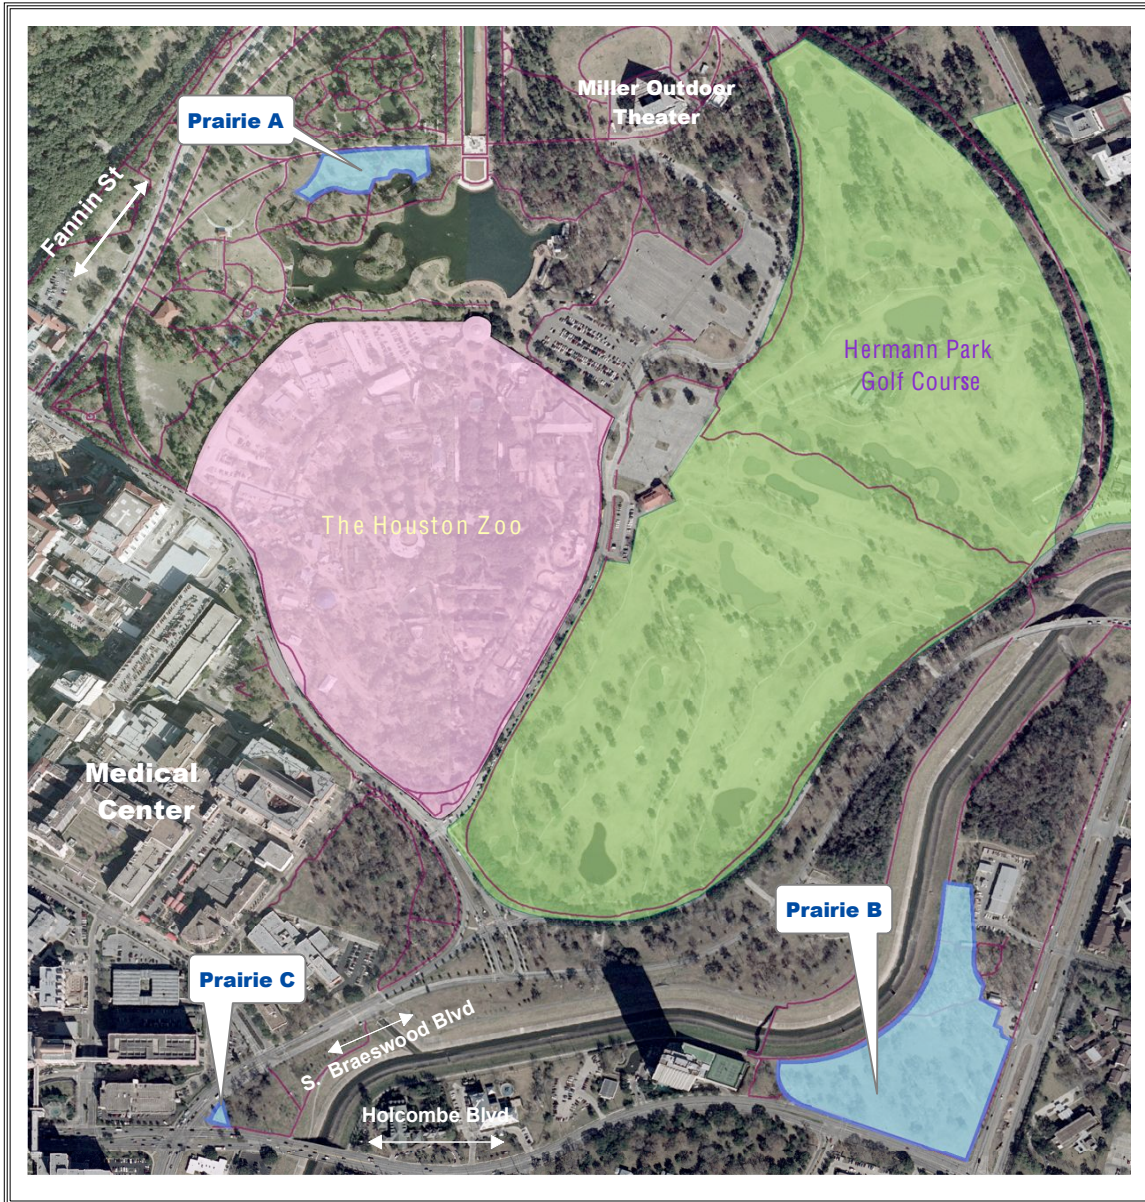 Miller Outdoor
Theater
Prairie A
Fannin St
Hermann Park
Golf Course
The Houston Zoo
Medical
Center
Prairie B
Prairie C
S. Braeswood Blvd
Holcombe Blvd